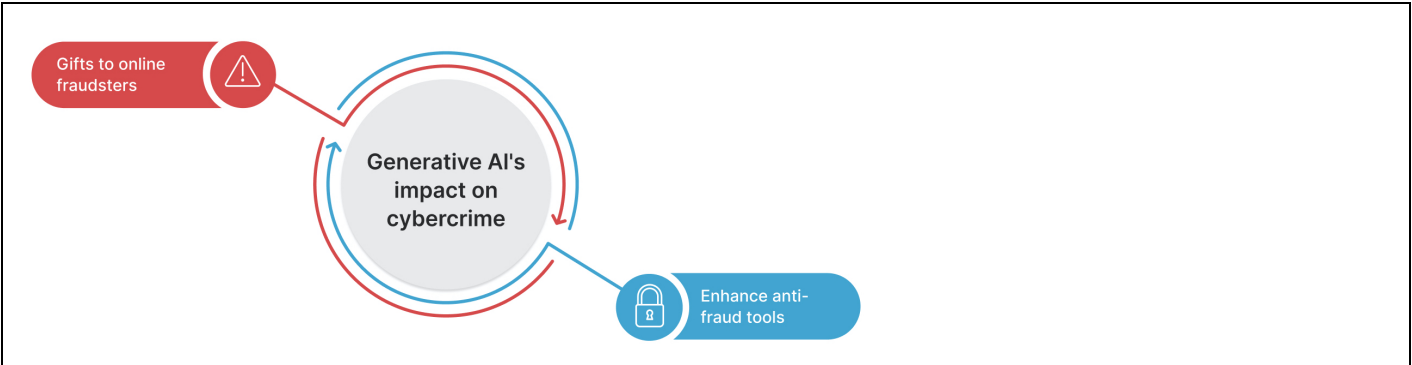 Gifts to online
fraudsters
Generative AI's
impact on
cybercrime
Enhance anti-
fraud tools